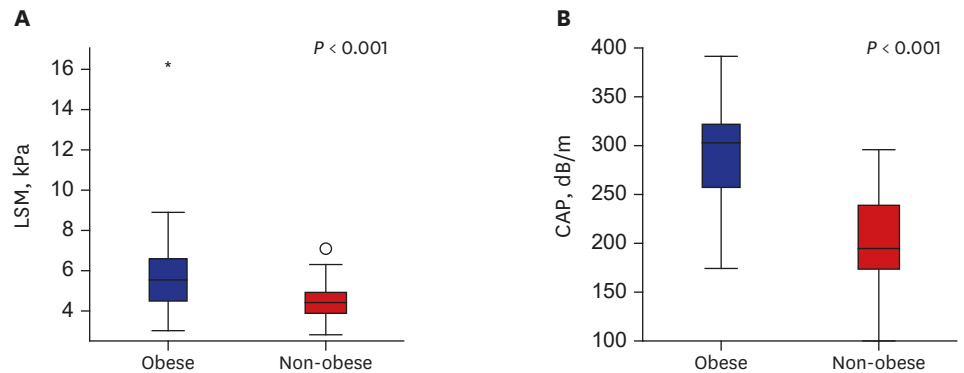 A
P < 0.001
LSM, kPa
16
14
12
10
8
6
4
*
Obese
Non-obese
B
P < 0.001
CAP, dB/m
400
350
300
250
200
150
100
Obese
Non-obese